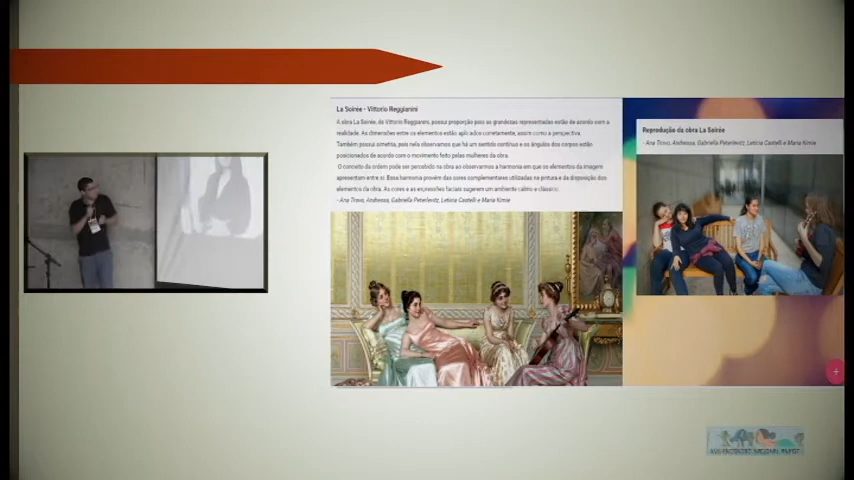 La Soirée - Vittorio Reggianini
A obra La Soirée, de Vittorio Reggianini, possui proporção pois as grandezas representadas estão de acordo com a
realidade. As dimensões entre os elementos estão aplicados corretamente, assim como a perspectiva.
Também possui simetria, pois nela observamos que há um sentido contínuo e os ângulos dos corpos estão
posicionados de acordo com o movimento feito pelas mulheres da obra.
O conceito da ordem pode ser percebido na obra ao observarmos a harmonia em que os elementos da imagem
apresentam entre si. Essa harmonia provém das cores complementares utilizadas na pintura e da disposição dos
elementos da obra. As cores e as expressões faciais sugerem um ambiente calmo e clássico.
- Ana Trovo, Andressa, Gabriella Peterlevitz, Letícia Castelli e Maria Kimie
Reprodução da obra La Soirée
- Ana Trovo, Andressa, Gabriella Peterlevitz, Letícia Castelli e Maria Kimie
+